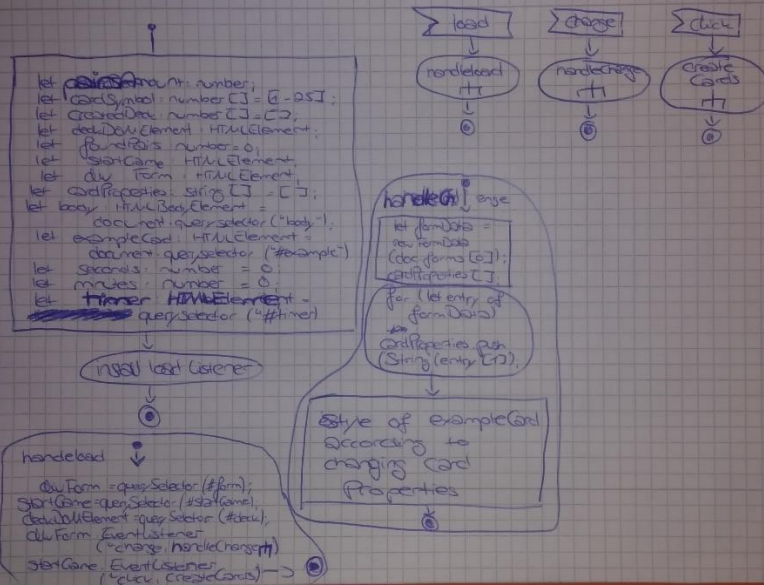 load
change
click
handleload
handleChange
create
Cards
let amount: number;
let cardSymbol: number[] = [1-25];
let createdDeck: number[] = [];
let deckDOMElement: HTMLElement;
let foundPairs: number = 0;
let startGame: HTMLElement;
let divForm: HTMLElement;
let cardProperties: string[] = [];
let body: HTMLBodyElement =
document.querySelector("body");
let exampleCard: HTMLElement =
document.querySelector("#example")
let seconds: number = 0;
let minutes: number = 0;
let timer HTMLElement =
querySelector("#timer)
install load Listener
handleload
divForm = querySelector(#form);
startGame = querySelector(#startGame);
deckDOMElement = querySelector(#deck);
divForm.EventListener
("change, handleChange)
startGame.EventListener
("click, createCards)
let formData =
new FormData
(doc.forms[0]);
cardProperties[];
for (let entry of
formData)
cardProperties.push
(String(entry[1]),
Style of exampleCard
according to
changing Card
Properties